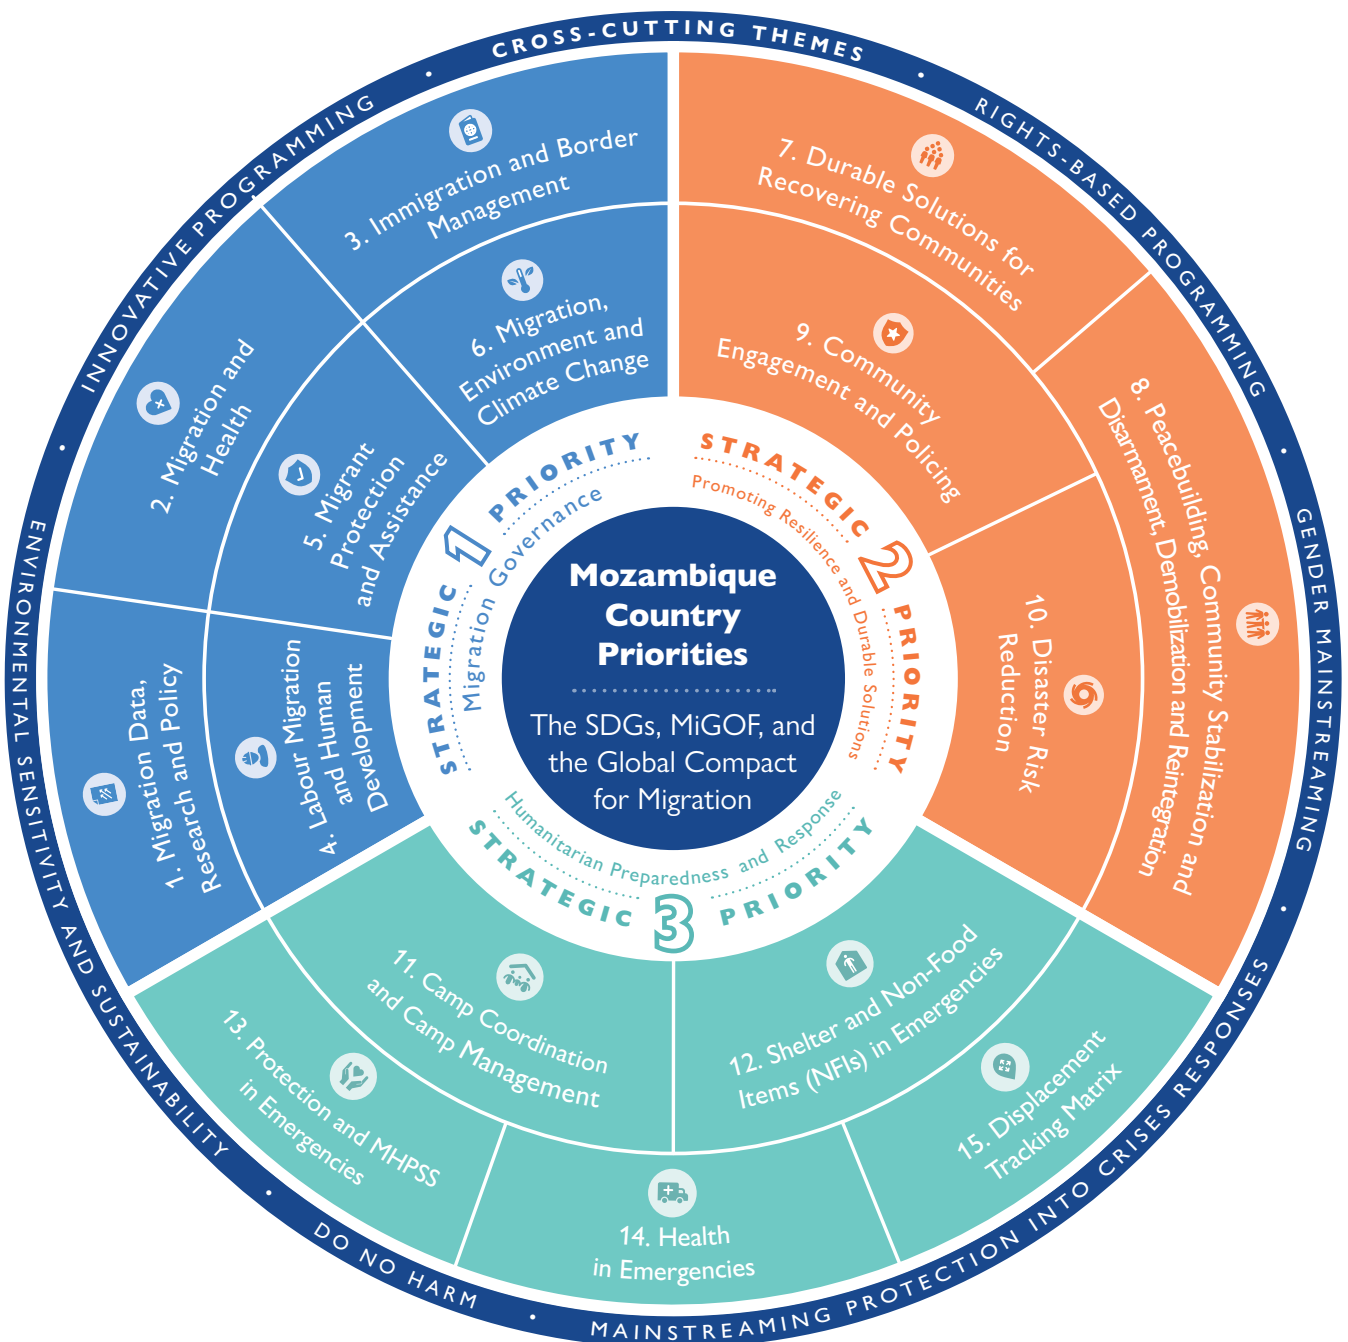 CROSS-CUTTING THEMES
RIGHTS-BASED PROGRAMMING
GENDER MAINSTREAMING
MAINSTREAMING PROTECTION INTO CRISES RESPONSES
DO NO HARM
ENVIRONMENTAL SENSITIVITY AND SUSTAINABILITY
INNOVATIVE PROGRAMMING
Mozambique
Country
Priorities
The SDGs, MiGOF, and
the Global Compact
for Migration
STRATEGIC 1 PRIORITY
Migration Governance
1. Migration Data,
Research and Policy
2. Migration and
Health
3. Immigration and Border
Management
4. Labour Migration
and Human
Development
5. Migrant
Protection
and Assistance
6. Migration,
Environment and
Climate Change
STRATEGIC 2 PRIORITY
Promoting Resilience and Durable Solutions
7. Durable Solutions for
Recovering Communities
8. Peacebuilding, Community Stabilization and
Disarmament, Demobilization and Reintegration
9. Community
Engagement and Policing
10. Disaster Risk
Reduction
STRATEGIC 3 PRIORITY
Humanitarian Preparedness and Response
11. Camp Coordination
and Camp Management
12. Shelter and Non-Food
Items (NFIs) in Emergencies
13. Protection and MHPSS
in Emergencies
14. Health
in Emergencies
15. Displacement
Tracking Matrix